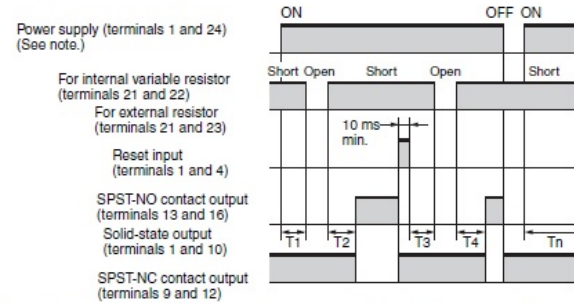 ON OFF ON
Power supply (terminals 1 and 24)
(See note.)
Short Open Short Open Short
For internal variable resistor
(terminals 21 and 22)
For external resistor
(terminals 21 and 23)
10 ms
min.
Reset input
(terminals 1 and 4)
SPST-NO contact output
(terminals 13 and 16)
Solid-state output
(terminals 1 and 10)
T1 T2 T3 T4 Tn
SPST-NC contact output
(terminals 9 and 12)